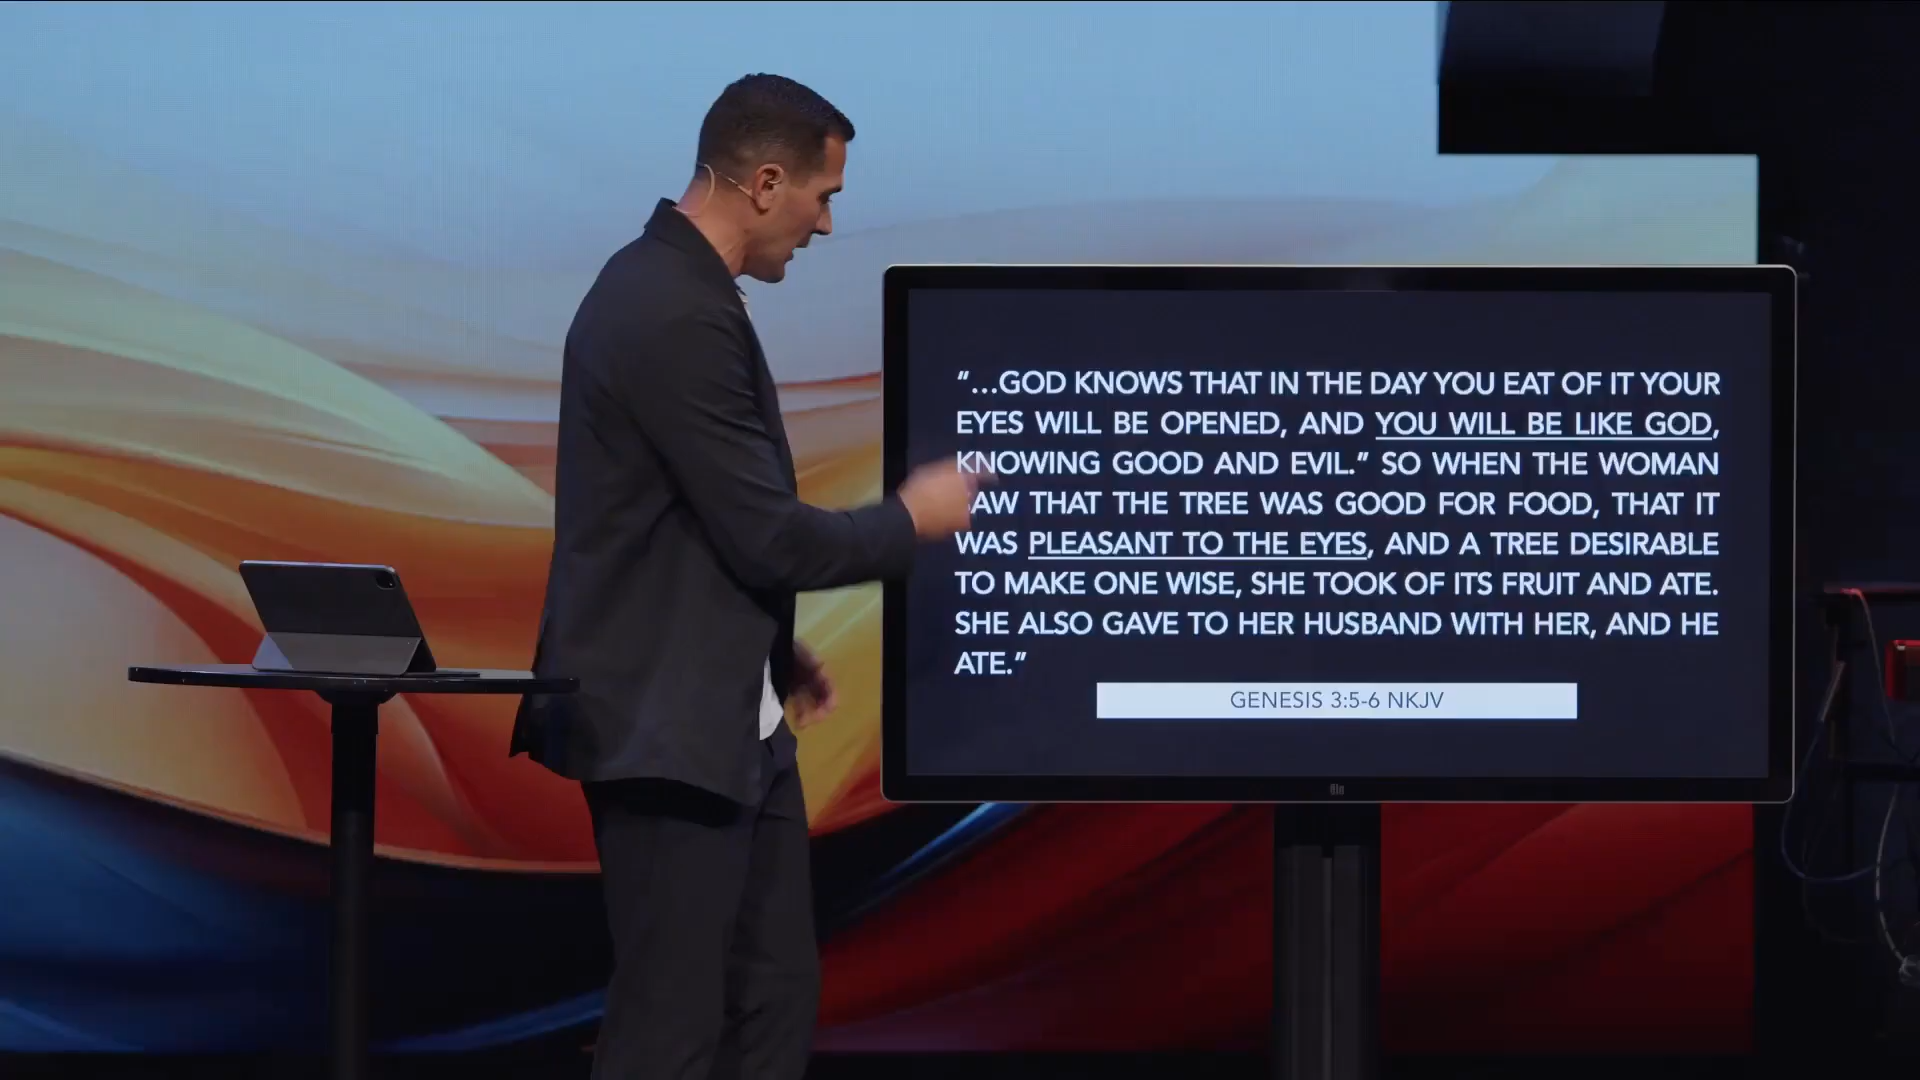 “...GOD KNOWS THAT IN THE DAY YOU EAT OF IT YOUR
EYES WILL BE OPENED, AND YOU WILL BE LIKE GOD,
KNOWING GOOD AND EVIL.” SO WHEN THE WOMAN
SAW THAT THE TREE WAS GOOD FOR FOOD, THAT IT
WAS PLEASANT TO THE EYES, AND A TREE DESIRABLE
TO MAKE ONE WISE, SHE TOOK OF ITS FRUIT AND ATE.
SHE ALSO GAVE TO HER HUSBAND WITH HER, AND HE
ATE.”
GENESIS 3:5-6 NKJV
elo